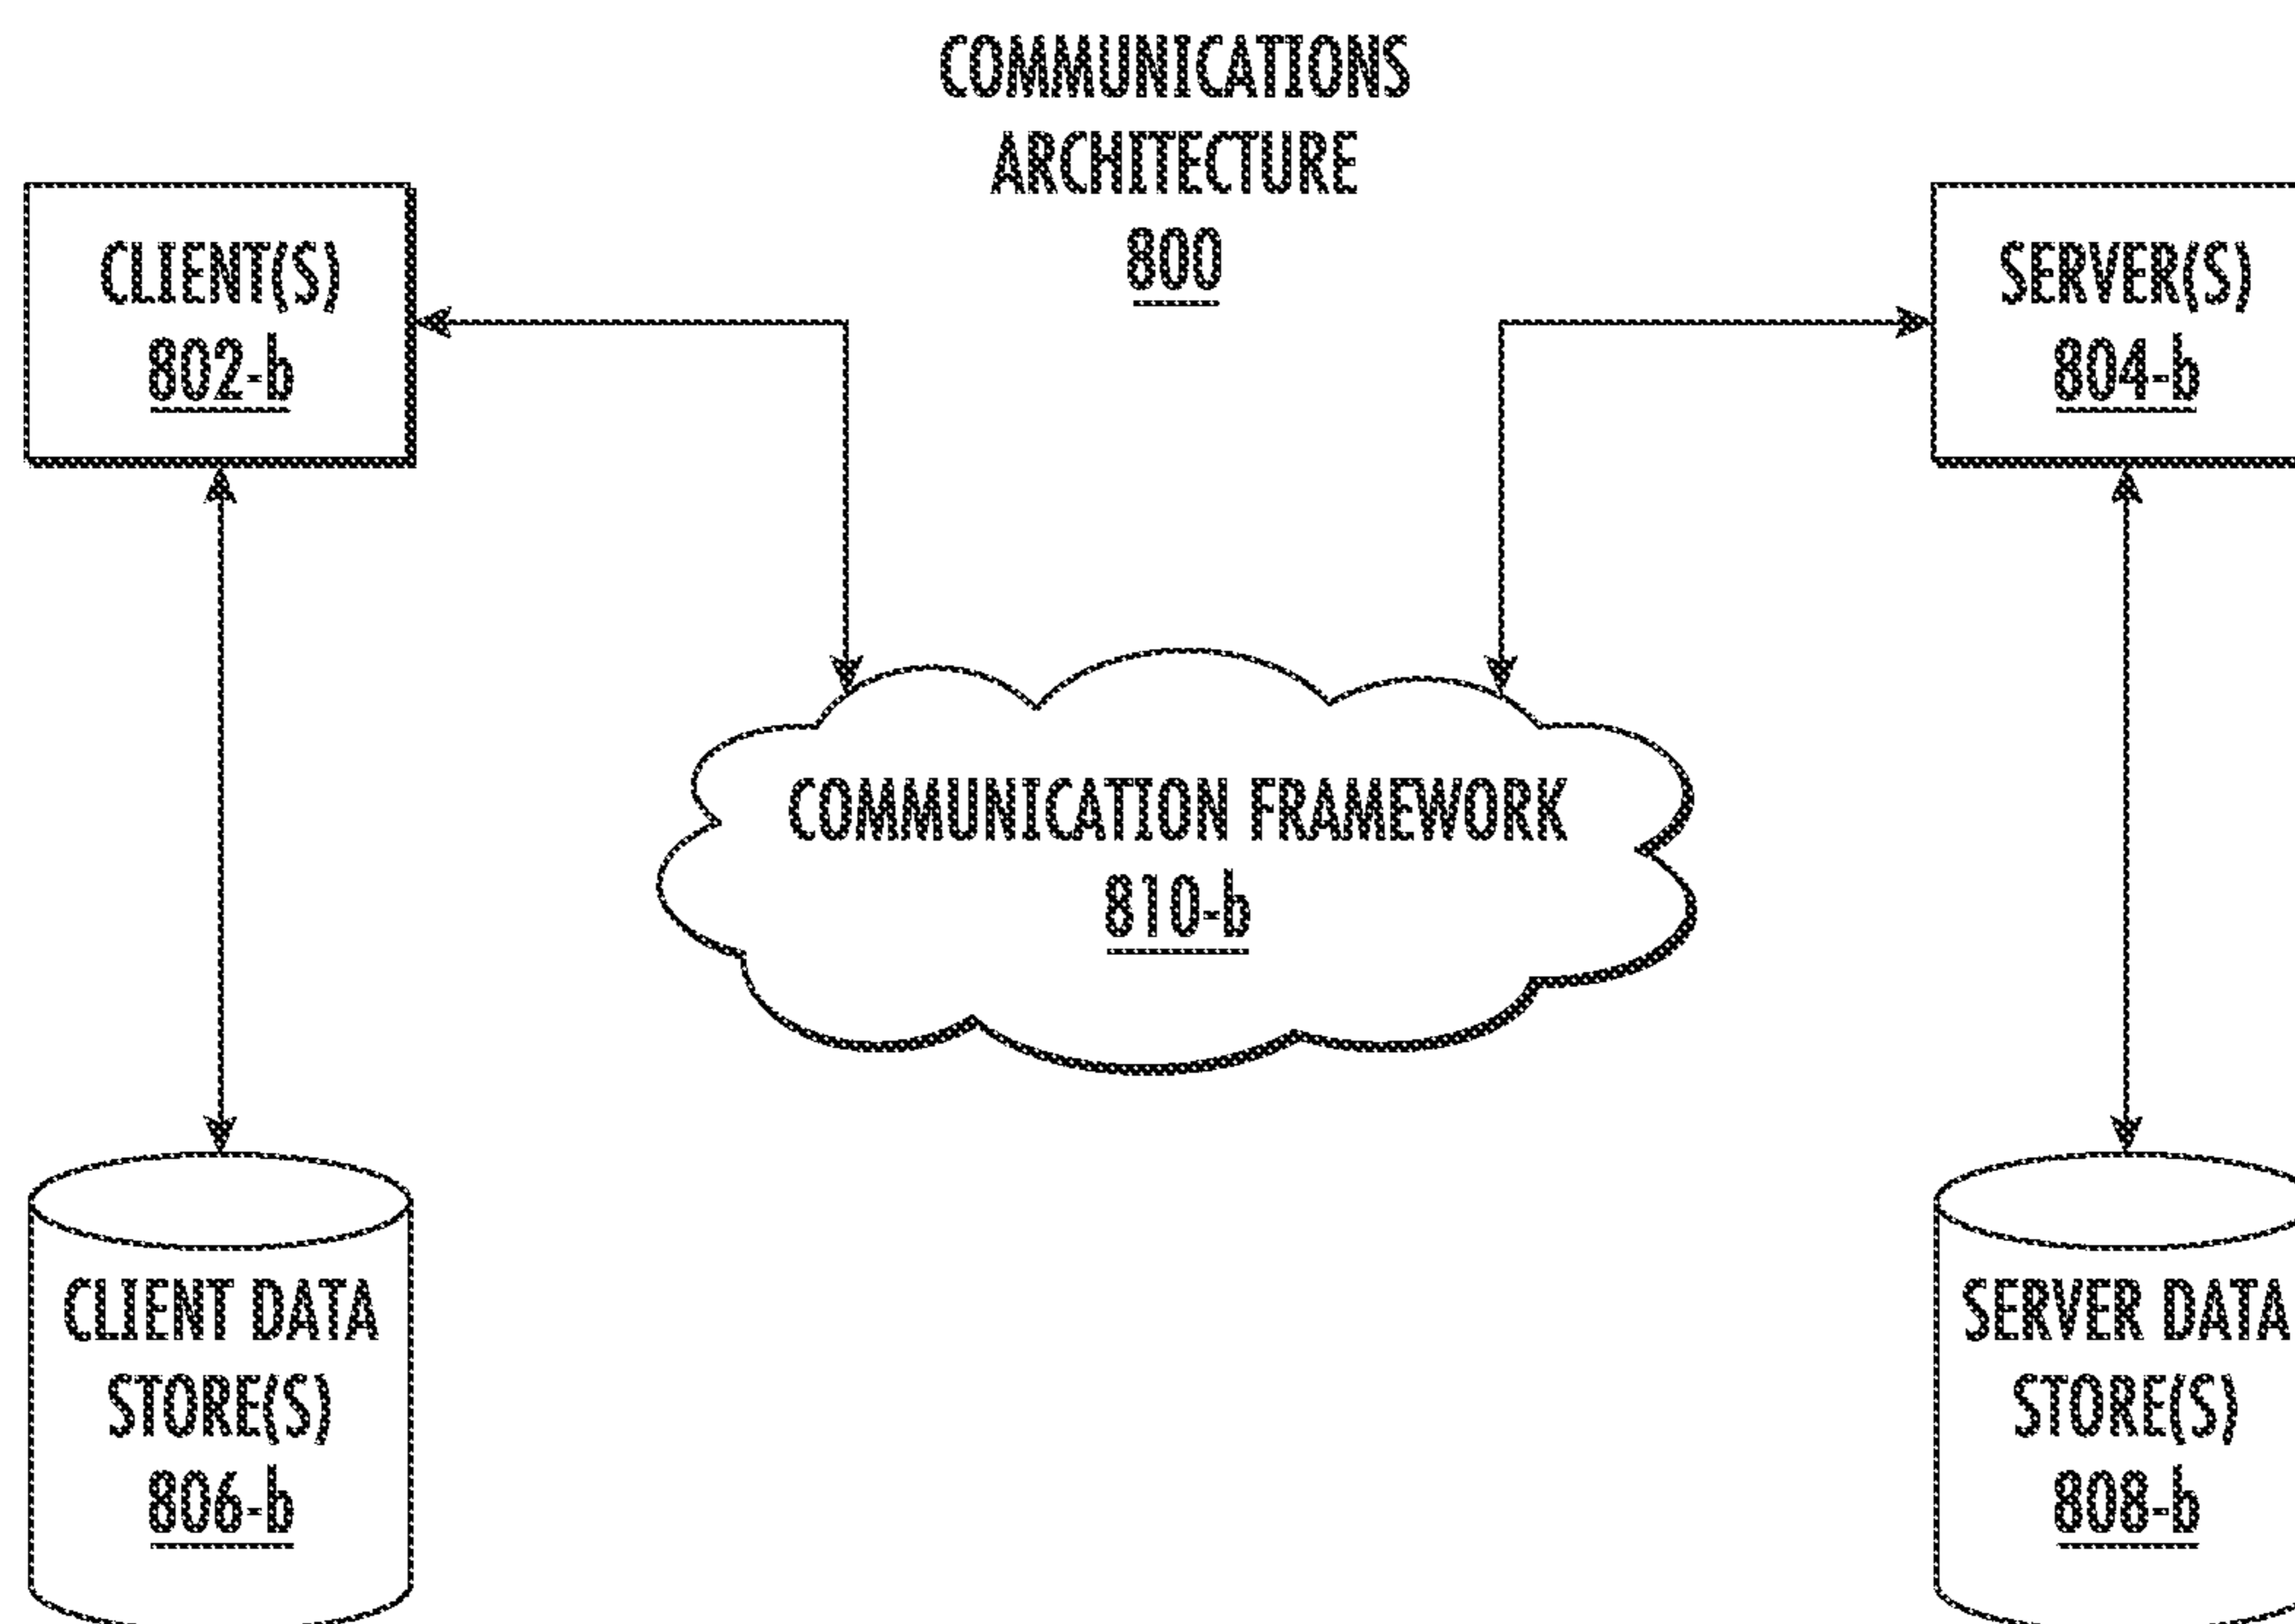 COMMUNICATIONS
ARCHITECTURE
800
CLIENT(S)
802-b
SERVER(S)
804-b
COMMUNICATION FRAMEWORK
810-b
CLIENT DATA
STORE(S)
806-b
SERVER DATA
STORE(S)
808-b